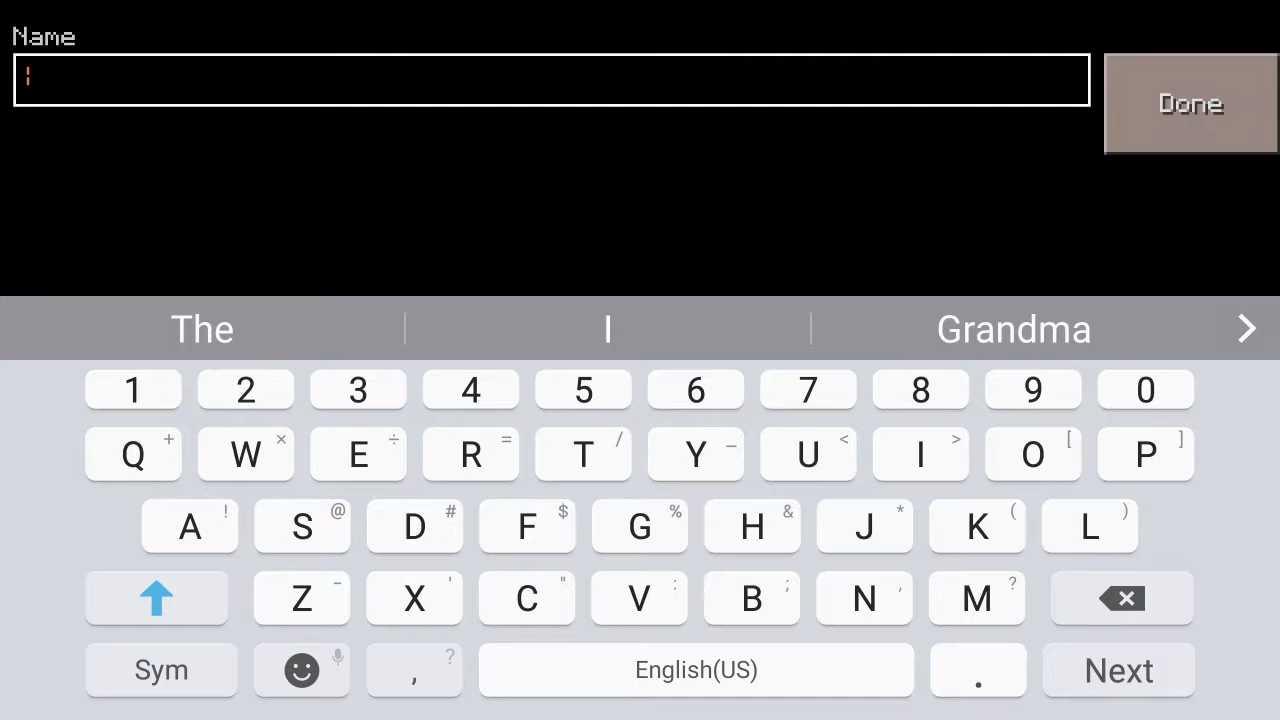 Name
Done
The I Grandma
1 2 3 4 5 6 7 8 9 0
Q + W × E ÷ R = T / Y _ U < I > O [ P ]
A ! S @ D # F $ G % H & J * K ( L )
Z - X ' C " V : B ; N , M ?
Sym , ? English(US) . Next